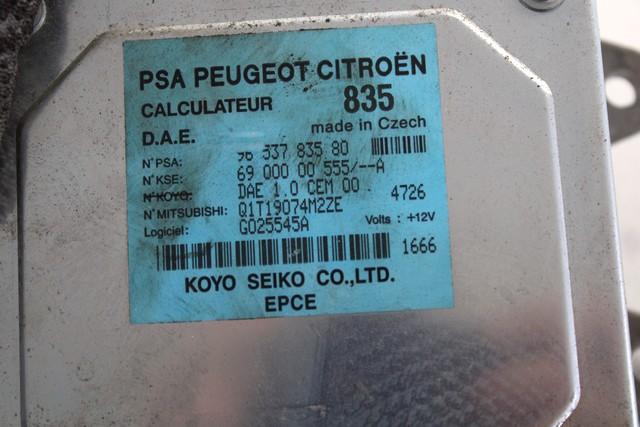 PSA PEUGEOT CITROËN
CALCULATEUR 835
D.A.E. made in Czech
N°PSA: 96 337 835 80
N°KSE: 69 000 00 555/--A
N°KOYO: DAE 1.0 CEM 00 4726
N°MITSUBISHI: Q1T19074M2ZE
Logiciel: G025545A Volts : +12V
1666
KOYO SEIKO CO.,LTD.
EPCE